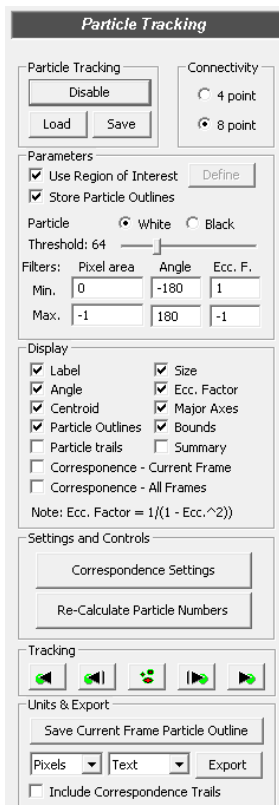 Particle Tracking
Particle Tracking
Connectivity
Disable
4 point
Load Save
8 point
Parameters
Use Region of Interest Define
Store Particle Outlines
Particle White Black
Threshold: 64
Filters: Pixel area Angle Ecc. F.
Min. 0 -180 1
Max. -1 180 -1
Display
Label Size
Angle Ecc. Factor
Centroid Major Axes
Particle Outlines Bounds
Particle trails Summary
Corresponence - Current Frame
Corresponence - All Frames
Note: Ecc. Factor = 1/(1 - Ecc.^2))
Settings and Controls
Correspondence Settings
Re-Calculate Particle Numbers
Tracking
Units & Export
Save Current Frame Particle Outline
Pixels Text Export
Include Correspondence Trails